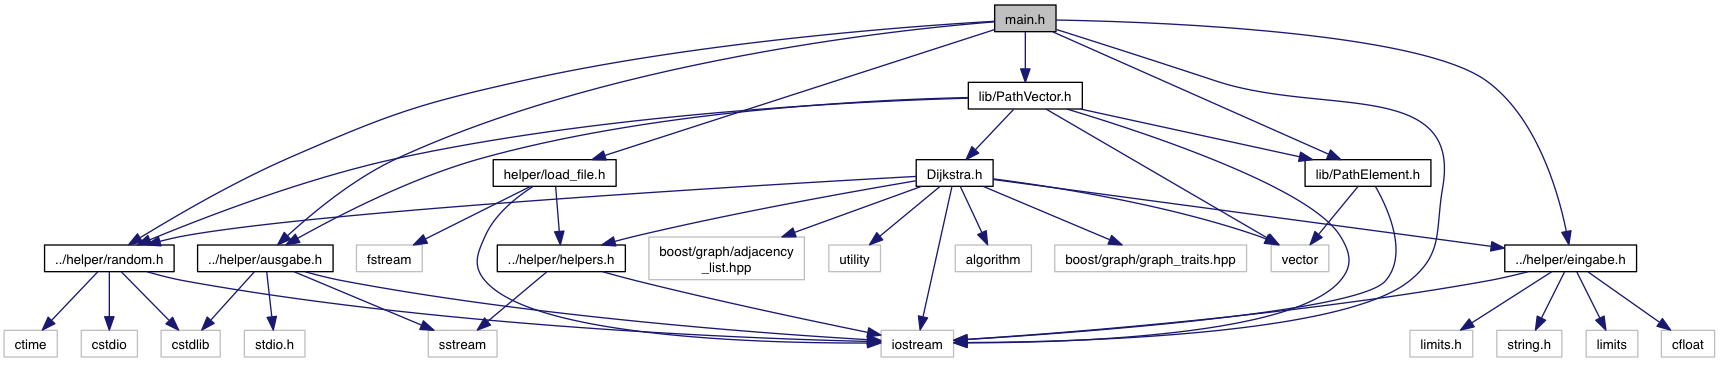 main.h
lib/PathVector.h
helper/load_file.h
Dijkstra.h
lib/PathElement.h
../helper/random.h
../helper/ausgabe.h
fstream
../helper/helpers.h
boost/graph/adjacency
_list.hpp
utility
algorithm
boost/graph/graph_traits.hpp
vector
../helper/eingabe.h
ctime
cstdio
cstdlib
stdio.h
sstream
iostream
limits.h
string.h
limits
cfloat